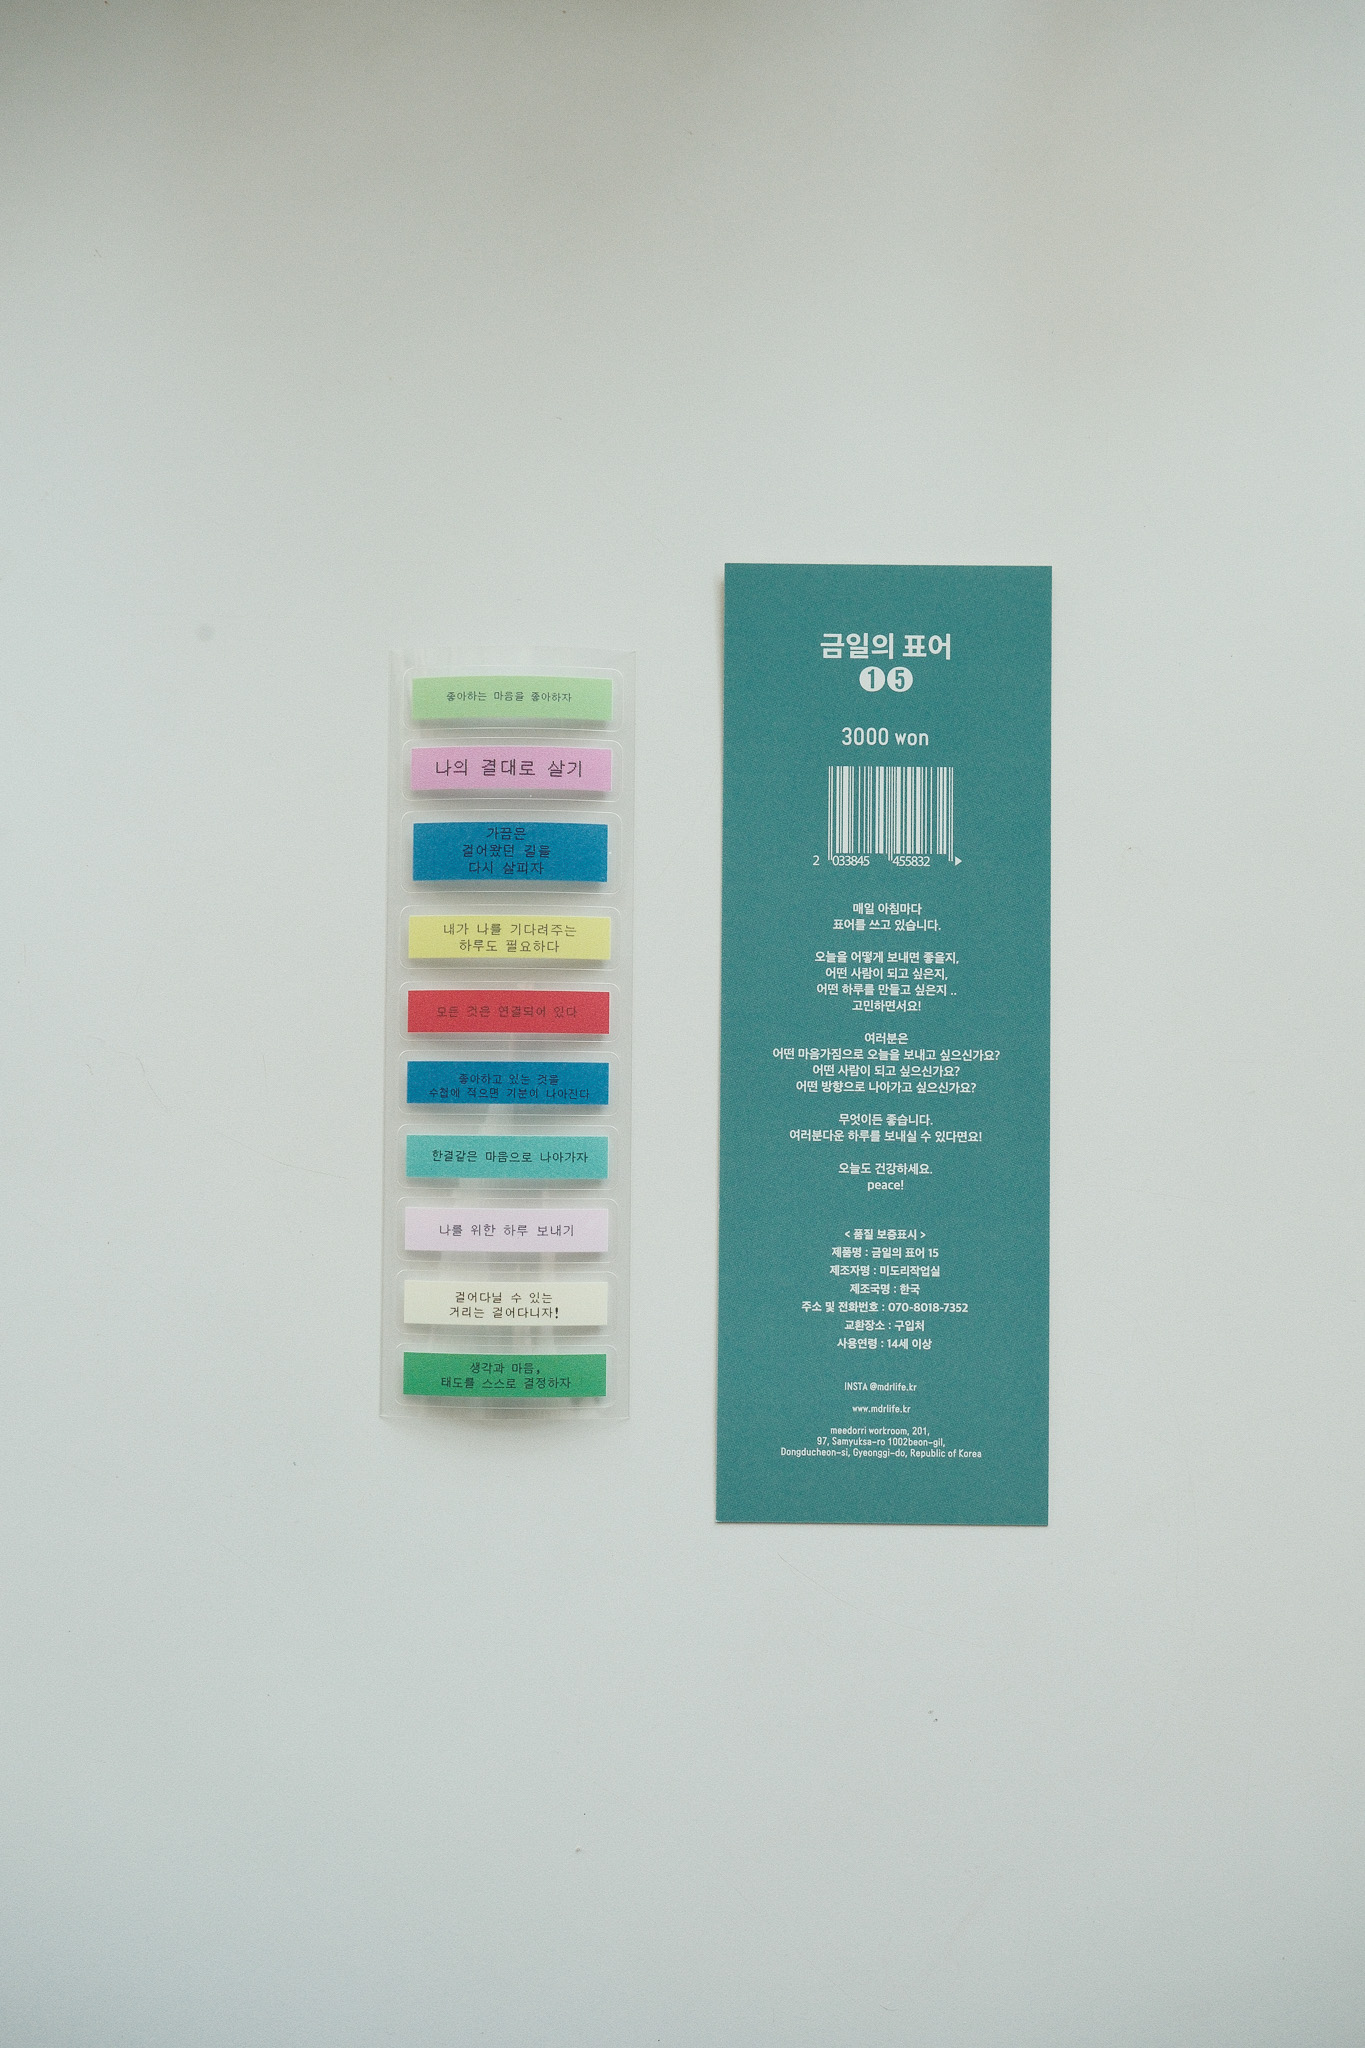 좋아하는 마음을 좋아하자
나의 결대로 살기
가끔은
걸어왔던 길을
다시 살피자
내가 나를 기다려주는
하루도 필요하다
모든 것은 연결되어 있다
좋아하고 있는 것을
수첩에 적으면 기분이 나아진다
한결같은 마음으로 나아가자
나를 위한 하루 보내기
걸어다닐 수 있는
거리는 걸어다니자!
생각과 마음,
태도를 스스로 결정하자
금일의 표어
15
3000 won
2 033845 455832
매일 아침마다
표어를 쓰고 있습니다.
오늘을 어떻게 보내면 좋을지,
어떤 사람이 되고 싶은지,
어떤 하루를 만들고 싶은지 ..
고민하면서요!
여러분은
어떤 마음가짐으로 오늘을 보내고 싶으신가요?
어떤 사람이 되고 싶으신가요?
어떤 방향으로 나아가고 싶으신가요?
무엇이든 좋습니다.
여러분다운 하루를 보내실 수 있다면요!
오늘도 건강하세요.
peace!
< 품질 보증표시 >
제품명 : 금일의 표어 15
제조자명 : 미도리작업실
제조국명 : 한국
주소 및 전화번호 : 070-8018-7352
교환장소 : 구입처
사용연령 : 14세 이상
INSTA @mdrlife.kr
www.mdrlife.kr
meedorri workroom, 201,
97, Samyuksa-ro 1002beon-gil,
Dongducheon-si, Gyeonggi-do, Republic of Korea